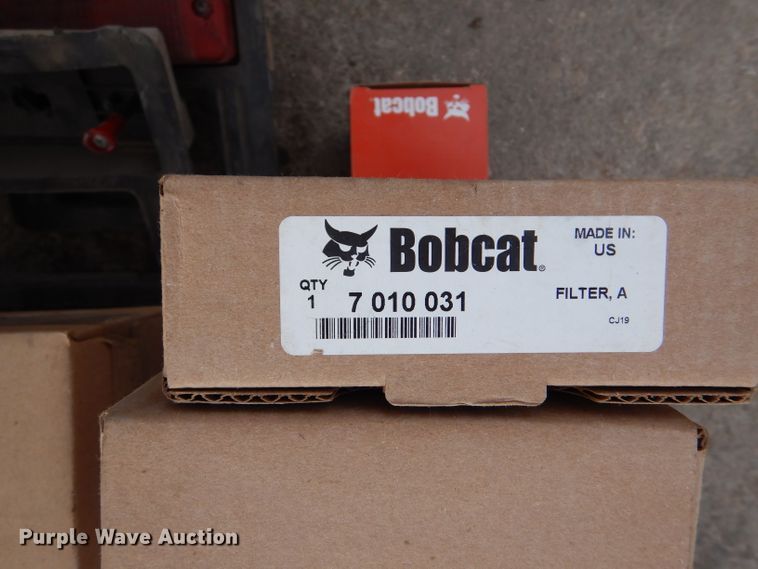 Bobcat
Bobcat
MADE IN:
US
QTY
1
7 010 031
FILTER, A
CJ19
Purple Wave Auction